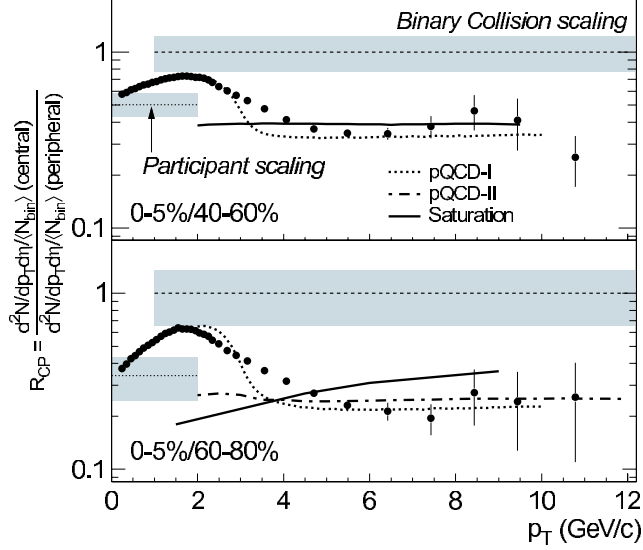 Binary Collision scaling
1
Participant scaling
pQCD-I
pQCD-II
Saturation
0-5%/40-60%
0.1
R_CP = d²N/dp_T dη/⟨N_bin⟩ (central)
d²N/dp_T dη/⟨N_bin⟩ (peripheral)
1
0-5%/60-80%
0.1
0 2 4 6 8 10 12
p_T (GeV/c)